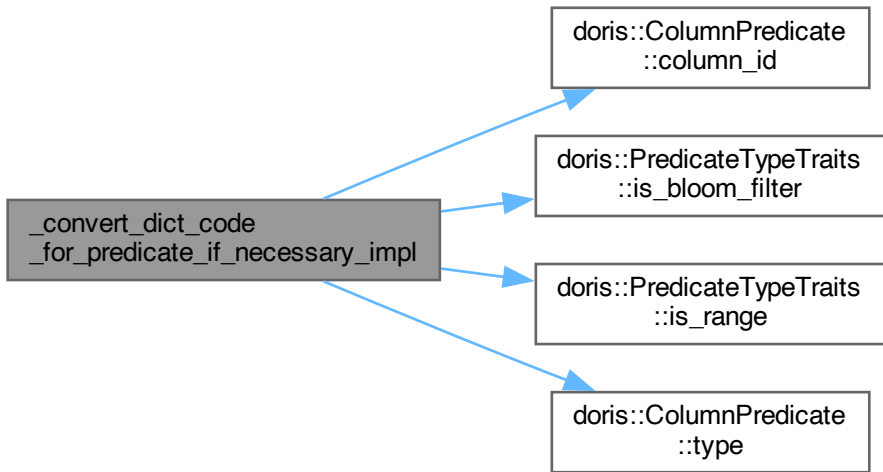 doris::ColumnPredicate
::column_id
doris::PredicateTypeTraits
::is_bloom_filter
_convert_dict_code
_for_predicate_if_necessary_impl
doris::PredicateTypeTraits
::is_range
doris::ColumnPredicate
::type